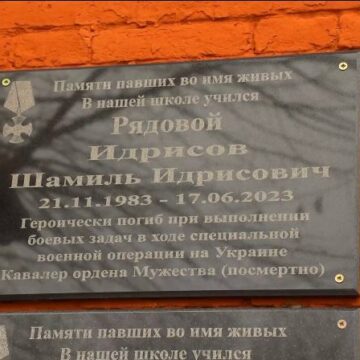 Памяти павших во имя живых
В нашей школе учился
Рядовой
Идрисов
Шамиль Идрисович
21.11.1983 - 17.06.2023
Героически погиб при выполнении
боевых задач в ходе специальной
военной операции на Украине
Кавалер ордена Мужества (посмертно)
Памяти павших во имя живых
В нашей школе учился